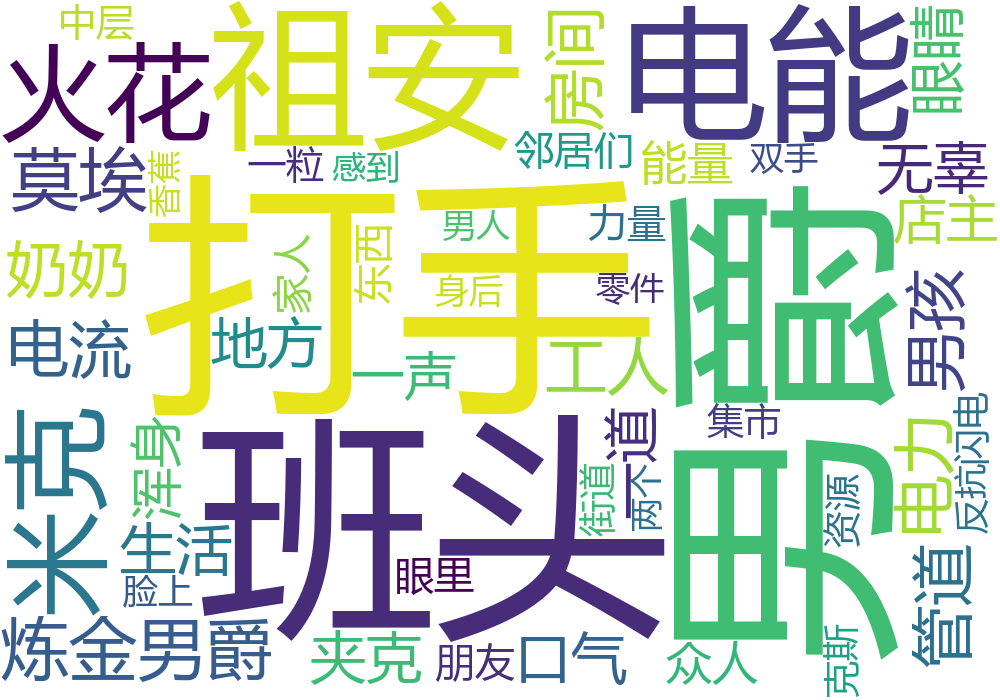 中层
火花
祖安
房间
电能
眼睛
莫埃
香蕉
一粒
感到
邻居们
能量
双手
无辜
奶奶
打手
男爵
店主
家人
东西
男人
力量
身后
零件
电流
地方
一声
工人
男孩
米克
浑身
班头
一道
集市
街道
两个
资源
电力
反抗
闪电
生活
脸上
眼里
管道
炼金男爵
夹克
朋友
口气
众人
克斯